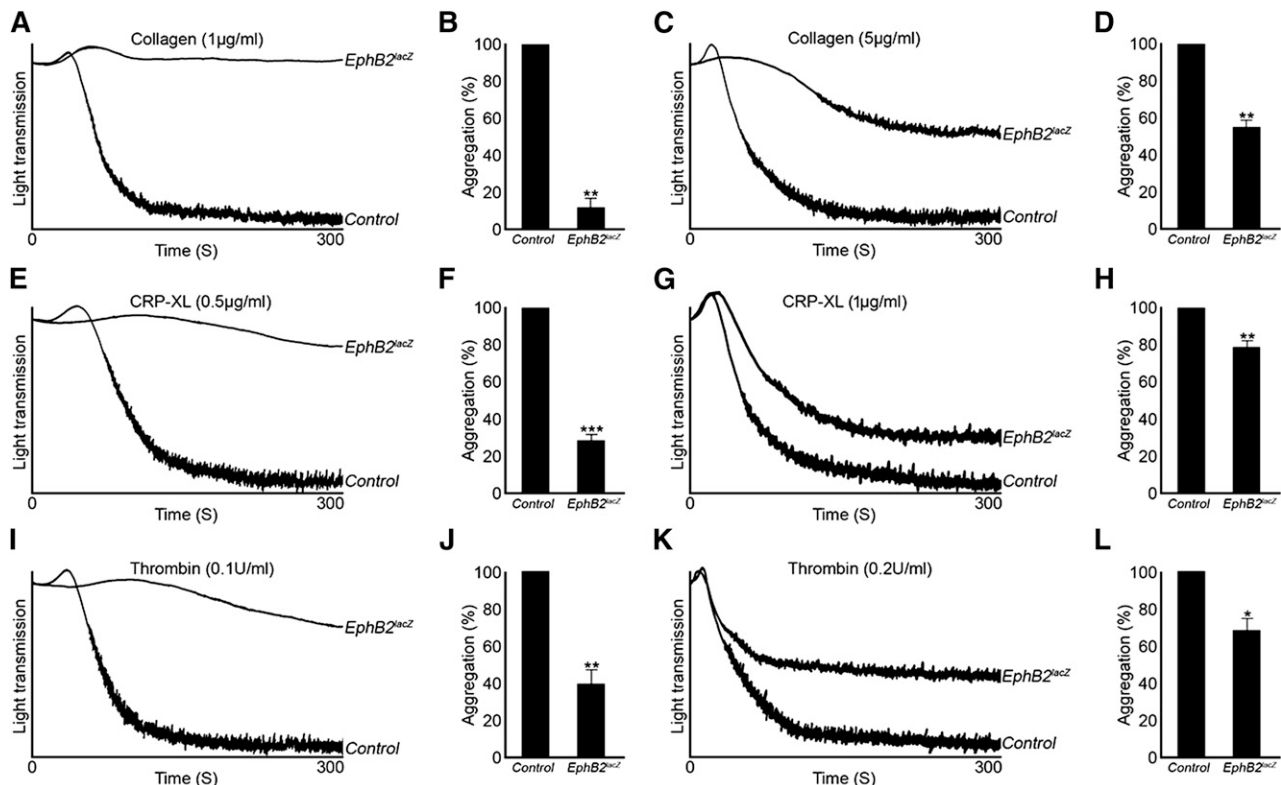 A
Collagen (1µg/ml)
Light transmission
EphB2lacZ
Control
0
300
Time (S)
B
Aggregation (%)
100
80
60
40
20
0
**
Control
EphB2lacZ
C
Collagen (5µg/ml)
Light transmission
EphB2lacZ
Control
0
300
Time (S)
D
Aggregation (%)
100
80
60
40
20
0
**
Control
EphB2lacZ
E
CRP-XL (0.5µg/ml)
Light transmission
EphB2lacZ
Control
0
300
Time (S)
F
Aggregation (%)
100
80
60
40
20
0
***
Control
EphB2lacZ
G
CRP-XL (1µg/ml)
Light transmission
EphB2lacZ
Control
0
300
Time (S)
H
Aggregation (%)
100
80
60
40
20
0
**
Control
EphB2lacZ
I
Thrombin (0.1U/ml)
Light transmission
EphB2lacZ
Control
0
300
Time (S)
J
Aggregation (%)
100
80
60
40
20
0
**
Control
EphB2lacZ
K
Thrombin (0.2U/ml)
Light transmission
EphB2lacZ
Control
0
300
Time (S)
L
Aggregation (%)
100
80
60
40
20
0
*
Control
EphB2lacZ